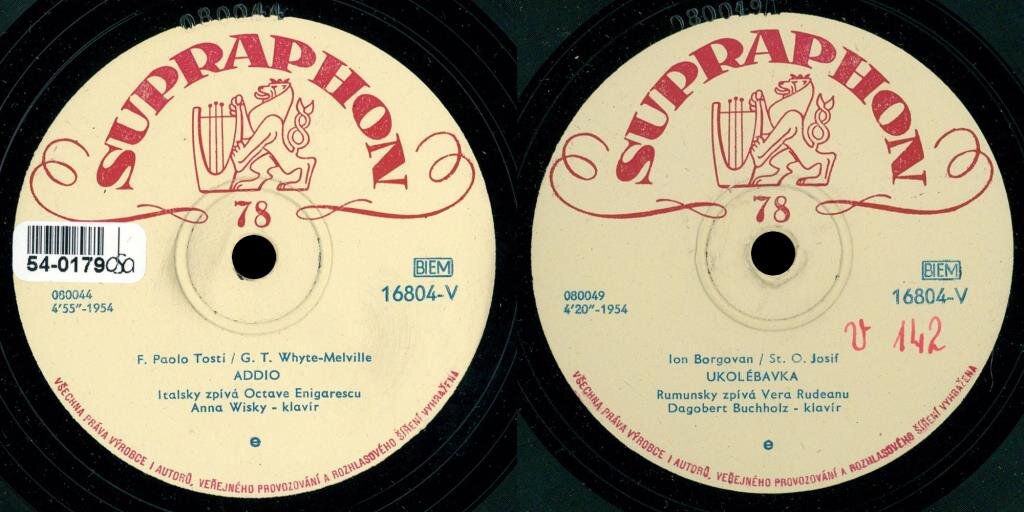 080044
SUPRAPHON
78
54-0179
BIEM
16804-V
080044
4'55"-1954
F. Paolo Tosti / G. T. Whyte-Melville
ADDIO
Italsky zpívá Octave Enigarescu
Anna Wisky - klavír
e
VŠECHNA PRÁVA VÝROBCE I AUTORŮ, VEŘEJNÉHO PROVOZOVÁNÍ A ROZHLASOVÉHO ŠÍŘENÍ VYHRAŽENA
080049A
SUPRAPHON
78
BIEM
16804-V
080049
4'20"-1954
V 142
Ion Borgovan / St. O. Josif
UKOLÉBAVKA
Rumunsky zpívá Vera Rudeanu
Dagobert Buchholz - klavír
e
VŠECHNA PRÁVA VÝROBCE I AUTORŮ, VEŘEJNÉHO PROVOZOVÁNÍ A ROZHLASOVÉHO ŠÍŘENÍ VYHRAŽENA